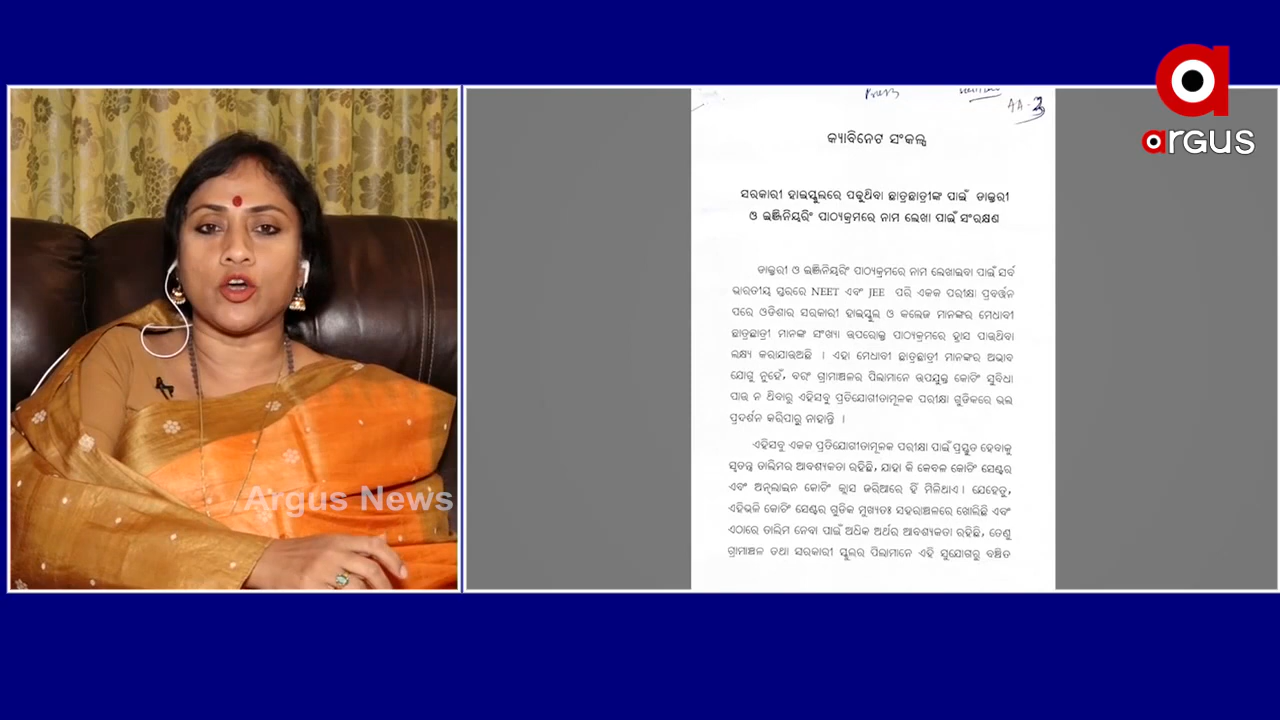 argus
Press
AA-2
କ୍ୟାବିନେଟ ସଂକଳ୍ପ
ସରକାରୀ ହାଇସ୍କୁଲରେ ପଢୁଥିବା ଛାତ୍ରଛାତ୍ରୀଙ୍କ ପାଇଁ ଡାକ୍ତରୀ
ଓ ଇଞ୍ଜିନିୟରିଂ ପାଠ୍ୟକ୍ରମରେ ନାମ ଲେଖା ପାଇଁ ସଂରକ୍ଷଣ
ଡାକ୍ତରୀ ଓ ଇଞ୍ଜିନିୟରିଂ ପାଠ୍ୟକ୍ରମରେ ନାମ ଲେଖାଇବା ପାଇଁ ସର୍ବ
ଭାରତୀୟ ସ୍ତରରେ NEET ଏବଂ JEE ପରି ଏକକ ପରୀକ୍ଷା ପ୍ରବର୍ତ୍ତନ
ପରେ ଓଡିଶାର ସରକାରୀ ହାଇସ୍କୁଲ ଓ କଲେଜ ମାନଙ୍କର ମେଧାବୀ
ଛାତ୍ରଛାତ୍ରୀ ମାନଙ୍କ ସଂଖ୍ୟା ଉପରୋକ୍ତ ପାଠ୍ୟକ୍ରମରେ ହ୍ରାସ ପାଉଥିବା
ଲକ୍ଷ୍ୟ କରାଯାଉଅଛି । ଏହା ମେଧାବୀ ଛାତ୍ରଛାତ୍ରୀ ମାନଙ୍କର ଅଭାବ
ଯୋଗୁ ନୁହେଁ, ବରଂ ଗ୍ରାମାଞ୍ଚଳର ପିଲାମାନେ ଉପଯୁକ୍ତ କୋଚିଂ ସୁବିଧା
ପାଉ ନ ଥିବାରୁ ଏହିସବୁ ପ୍ରତିଯୋଗୀତାମୂଳକ ପରୀକ୍ଷା ଗୁଡିକରେ ଭଲ
ପ୍ରଦର୍ଶନ କରିପାରୁ ନାହାନ୍ତି ।
ଏହିସବୁ ଏକକ ପ୍ରତିଯୋଗୀତାମୂଳକ ପରୀକ୍ଷା ପାଇଁ ପ୍ରସ୍ତୁତ ହେବାକୁ
ସ୍ୱତନ୍ତ୍ର ତାଲିମର ଆବଶ୍ୟକତା ରହିଛି, ଯାହା କି କେବଳ କୋଚିଂ ସେଣ୍ଟର
ଏବଂ ଅନ୍‌ଲାଇନ କୋଚିଂ କ୍ଲାସ ଜରିଆରେ ହିଁ ମିଳିଥାଏ । ଯେହେତୁ,
ଏହିଭଳି କୋଚିଂ ସେଣ୍ଟର ଗୁଡିକ ମୁଖ୍ୟତଃ ସହରାଞ୍ଚଳରେ ଖୋଲିଛି ଏବଂ
ଏଠାରେ ତାଲିମ ନେବା ପାଇଁ ଅଧିକ ଅର୍ଥର ଆବଶ୍ୟକତା ରହିଛି, ତେଣୁ
ଗ୍ରାମାଞ୍ଚଳ ତଥା ସରକାରୀ ସ୍କୁଲର ପିଲାମାନେ ଏହି ସୁଯୋଗରୁ ବଞ୍ଚିତ
Argus News